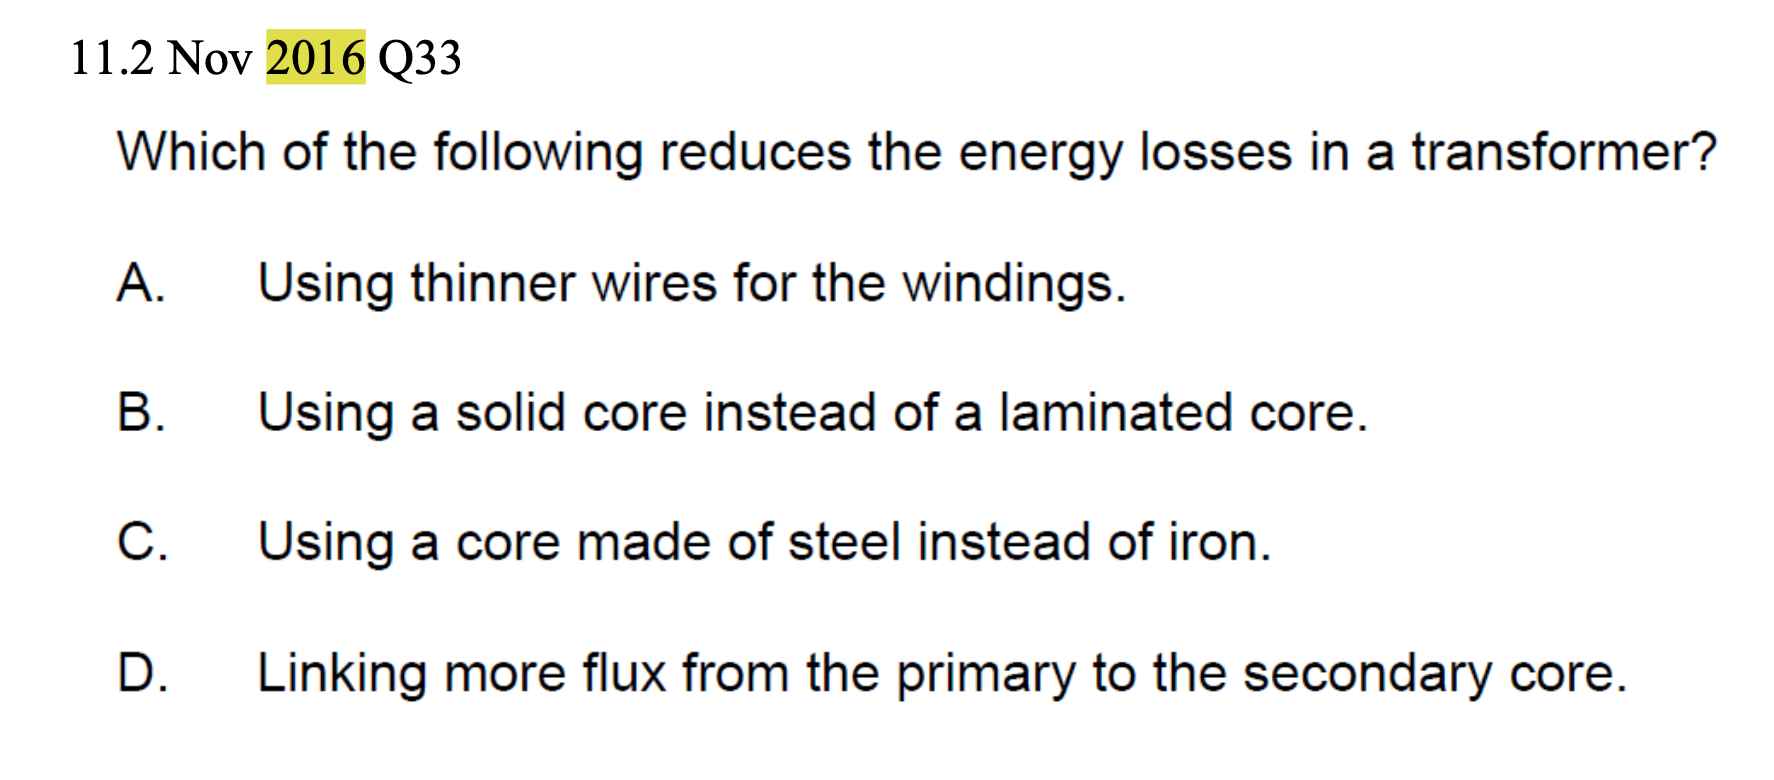 11.2 Nov 2016 Q33
Which of the following reduces the energy losses in a transformer?
A. Using thinner wires for the windings.
B. Using a solid core instead of a laminated core.
C. Using a core made of steel instead of iron.
D. Linking more flux from the primary to the secondary core.